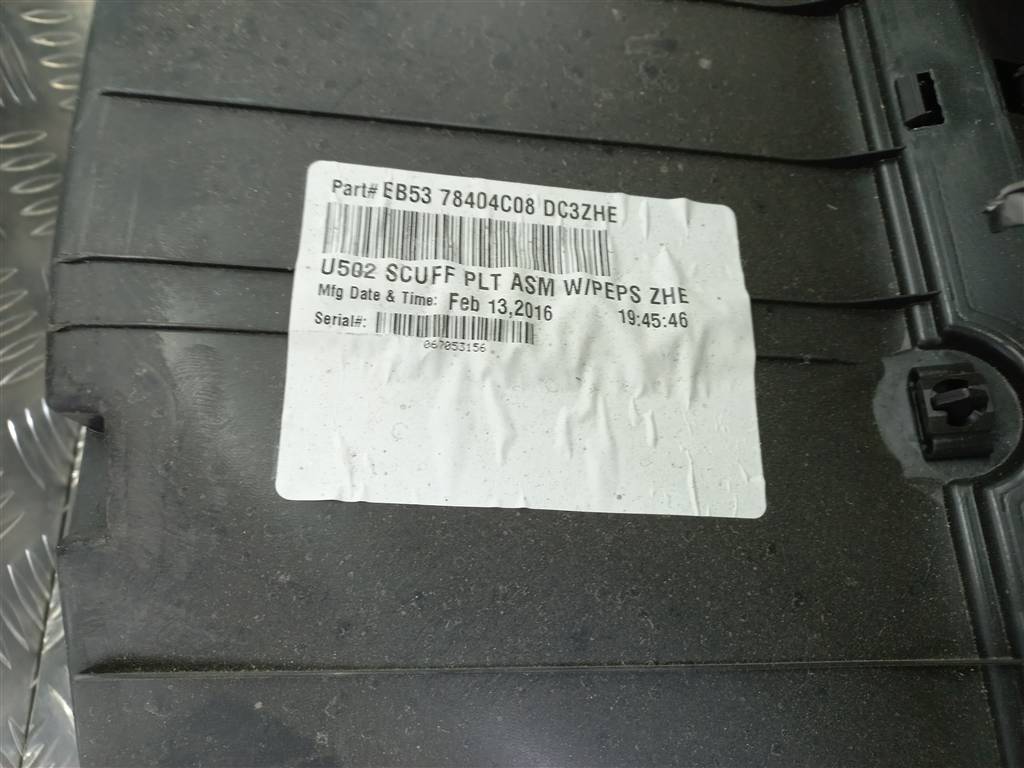 Part# EB53 78404C08 DC3ZHE
U502 SCUFF PLT ASM W/PEPS ZHE
Mfg Date & Time: Feb 13,2016 19:45:46
Serial#:
067053156